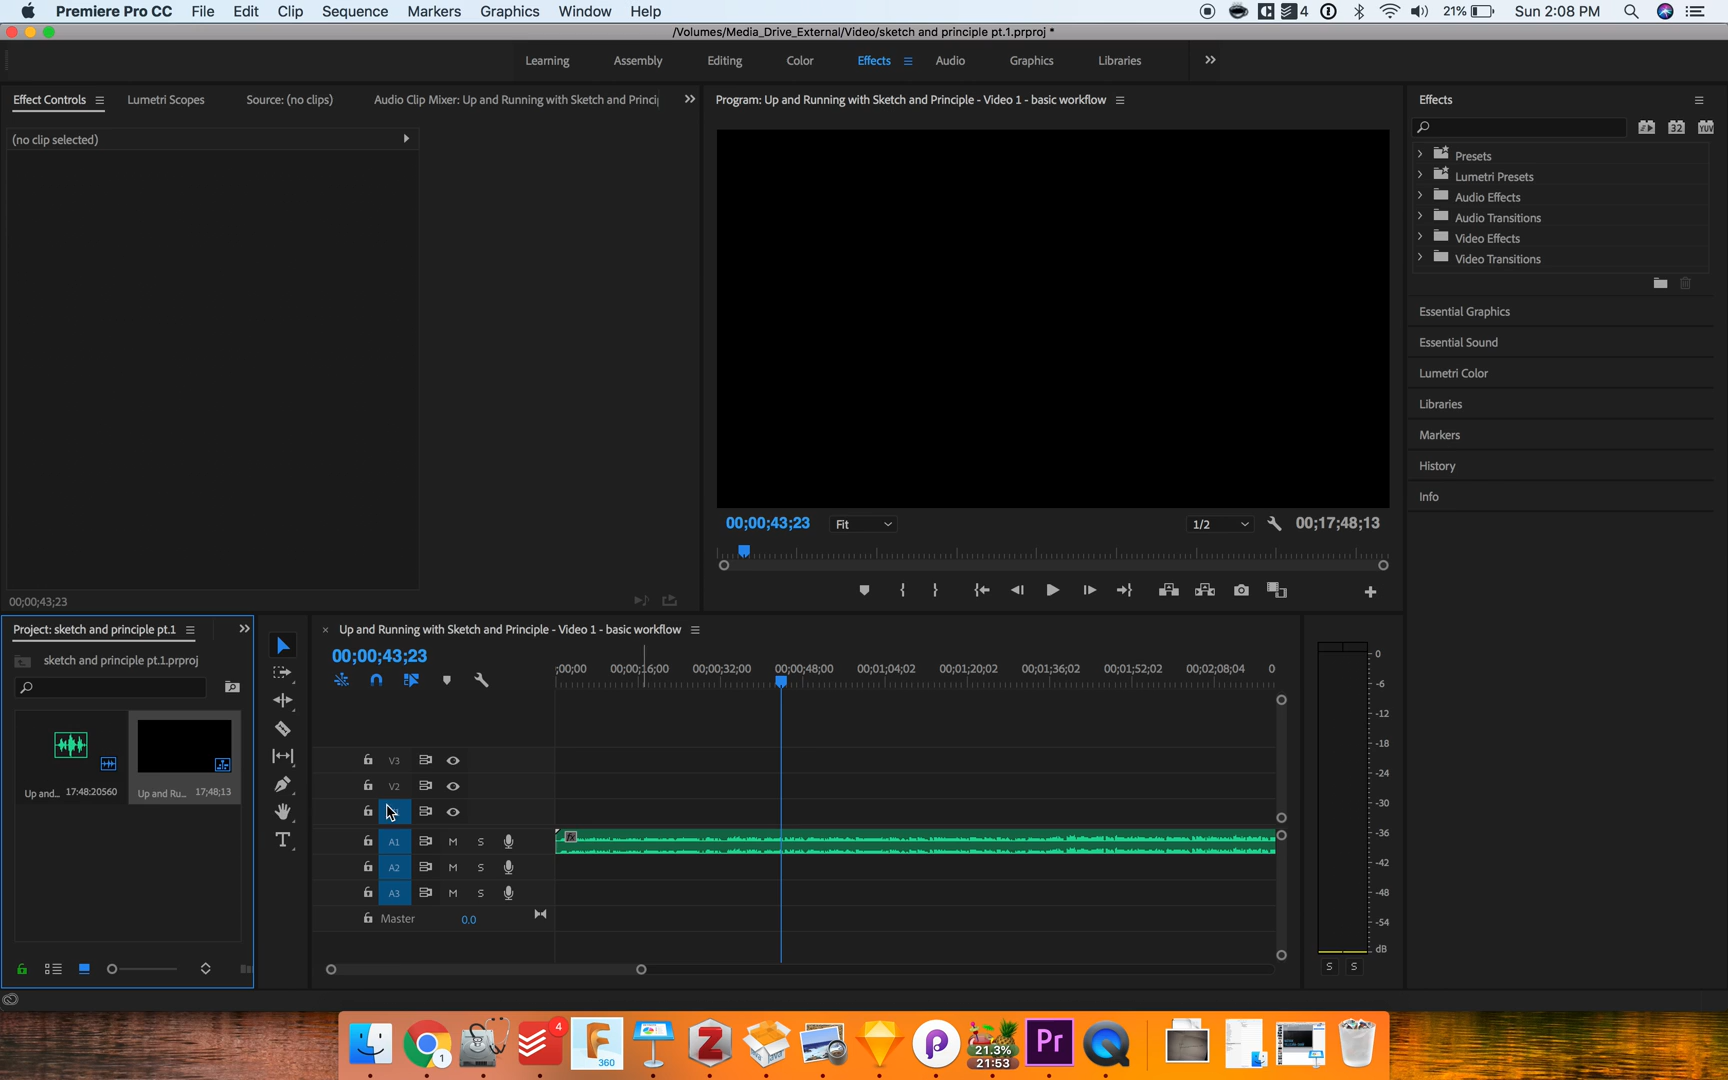 Premiere Pro CC File Edit Clip Sequence Markers Graphics Window Help 4 21% Sun 2:08 PM
/Volumes/Media_Drive_External/Video/sketch and principle pt.1.prproj *
Learning Assembly Editing Color Effects Audio Graphics Libraries
Effect Controls Lumetri Scopes Source: (no clips) Audio Clip Mixer: Up and Running with Sketch and Princi
Program: Up and Running with Sketch and Principle - Video 1 - basic workflow
Effects
(no clip selected)
32 YUV
Presets
Lumetri Presets
Audio Effects
Audio Transitions
Video Effects
Video Transitions
Essential Graphics
Essential Sound
Lumetri Color
Libraries
Markers
History
Info
00;00;43;23 Fit 1/2 00;17;48;13
00;00;43;23
Project: sketch and principle pt.1
sketch and principle pt.1.prproj
Up and... 17:48:20560 Up and Ru... 17;48;13
× Up and Running with Sketch and Principle - Video 1 - basic workflow
00;00;43;23
;00;00 00;00;16;00 00;00;32;00 00;00;48;00 00;01;04;02 00;01;20;02 00;01;36;02 00;01;52;02 00;02;08;04 0
V3
V2
A1 M S
A2 M S
A3 M S
Master 0.0
fx
T
0
-6
-12
-18
-24
-30
-36
-42
-48
-54
dB
S S
1 4 360 Z P 21.3% 21:53 Pr